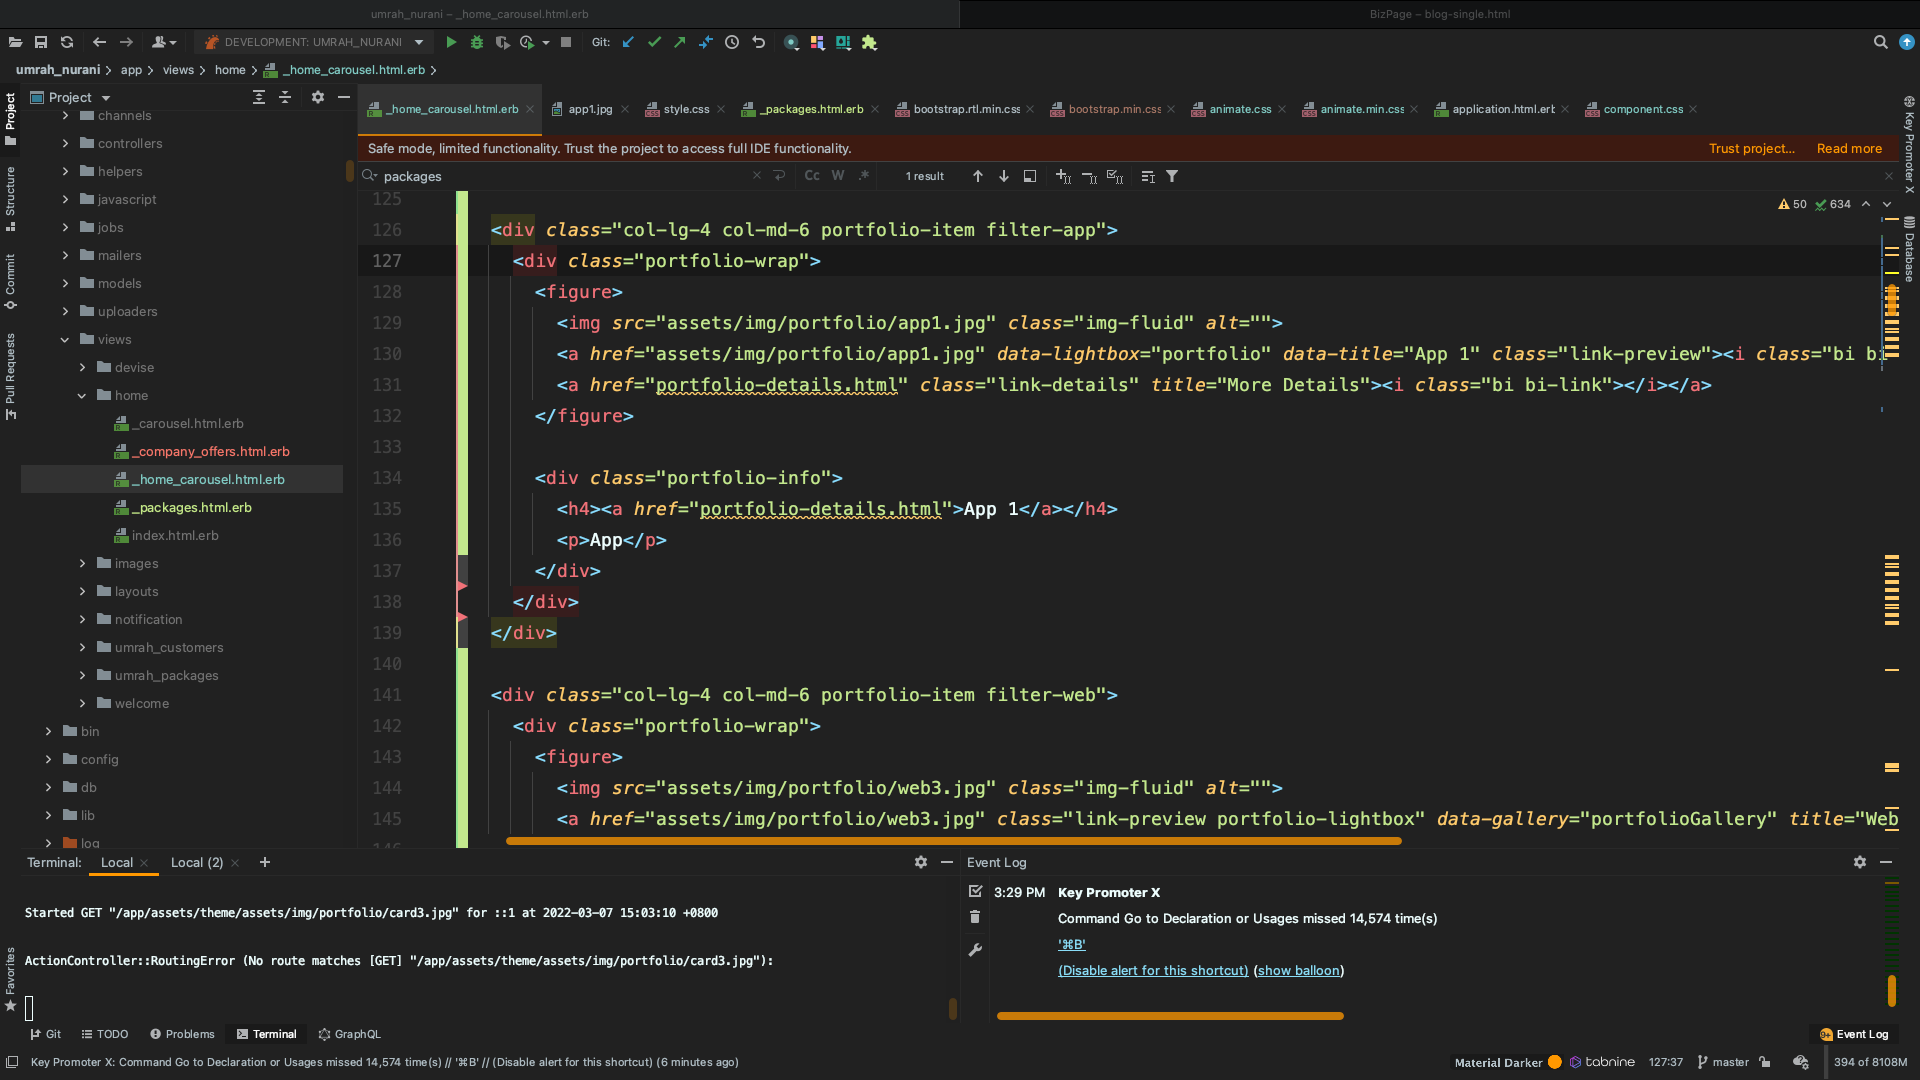 umrah_nurani – _home_carousel.html.erb
BizPage – blog-single.html
DEVELOPMENT: UMRAH_NURANI
Git:
umrah_nurani
app
views
home
_home_carousel.html.erb
Project
_home_carousel.html.erb
app1.jpg
style.css
_packages.html.erb
bootstrap.rtl.min.css
bootstrap.min.css
animate.css
animate.min.css
application.html.erb
component.css
Safe mode, limited functionality. Trust the project to access full IDE functionality.
Trust project...
Read more
packages
Cc
W
.*
1 result
50
634
channels
controllers
helpers
javascript
jobs
mailers
models
uploaders
views
devise
home
_carousel.html.erb
_company_offers.html.erb
_home_carousel.html.erb
_packages.html.erb
index.html.erb
images
layouts
notification
umrah_customers
umrah_packages
welcome
bin
config
db
lib
log
Project
Structure
Commit
Pull Requests
Favorites
Key Promoter X
Database
125
126 <div class="col-lg-4 col-md-6 portfolio-item filter-app">
127 <div class="portfolio-wrap">
128 <figure>
129 <img src="assets/img/portfolio/app1.jpg" class="img-fluid" alt="">
130 <a href="assets/img/portfolio/app1.jpg" data-lightbox="portfolio" data-title="App 1" class="link-preview"><i class="bi bi
131 <a href="portfolio-details.html" class="link-details" title="More Details"><i class="bi bi-link"></i></a>
132 </figure>
133
134 <div class="portfolio-info">
135 <h4><a href="portfolio-details.html">App 1</a></h4>
136 <p>App</p>
137 </div>
138 </div>
139 </div>
140
141 <div class="col-lg-4 col-md-6 portfolio-item filter-web">
142 <div class="portfolio-wrap">
143 <figure>
144 <img src="assets/img/portfolio/web3.jpg" class="img-fluid" alt="">
145 <a href="assets/img/portfolio/web3.jpg" class="link-preview portfolio-lightbox" data-gallery="portfolioGallery" title="Web
Terminal:
Local
Local (2)
Started GET "/app/assets/theme/assets/img/portfolio/card3.jpg" for ::1 at 2022-03-07 15:03:10 +0800
ActionController::RoutingError (No route matches [GET] "/app/assets/theme/assets/img/portfolio/card3.jpg"):
Event Log
3:29 PM
Key Promoter X
Command Go to Declaration or Usages missed 14,574 time(s)
'⌘B'
(Disable alert for this shortcut) (show balloon)
Git
TODO
Problems
Terminal
GraphQL
Event Log
Key Promoter X: Command Go to Declaration or Usages missed 14,574 time(s) // '⌘B' // (Disable alert for this shortcut) (6 minutes ago)
Material Darker
tabnine
127:37
master
394 of 8108M